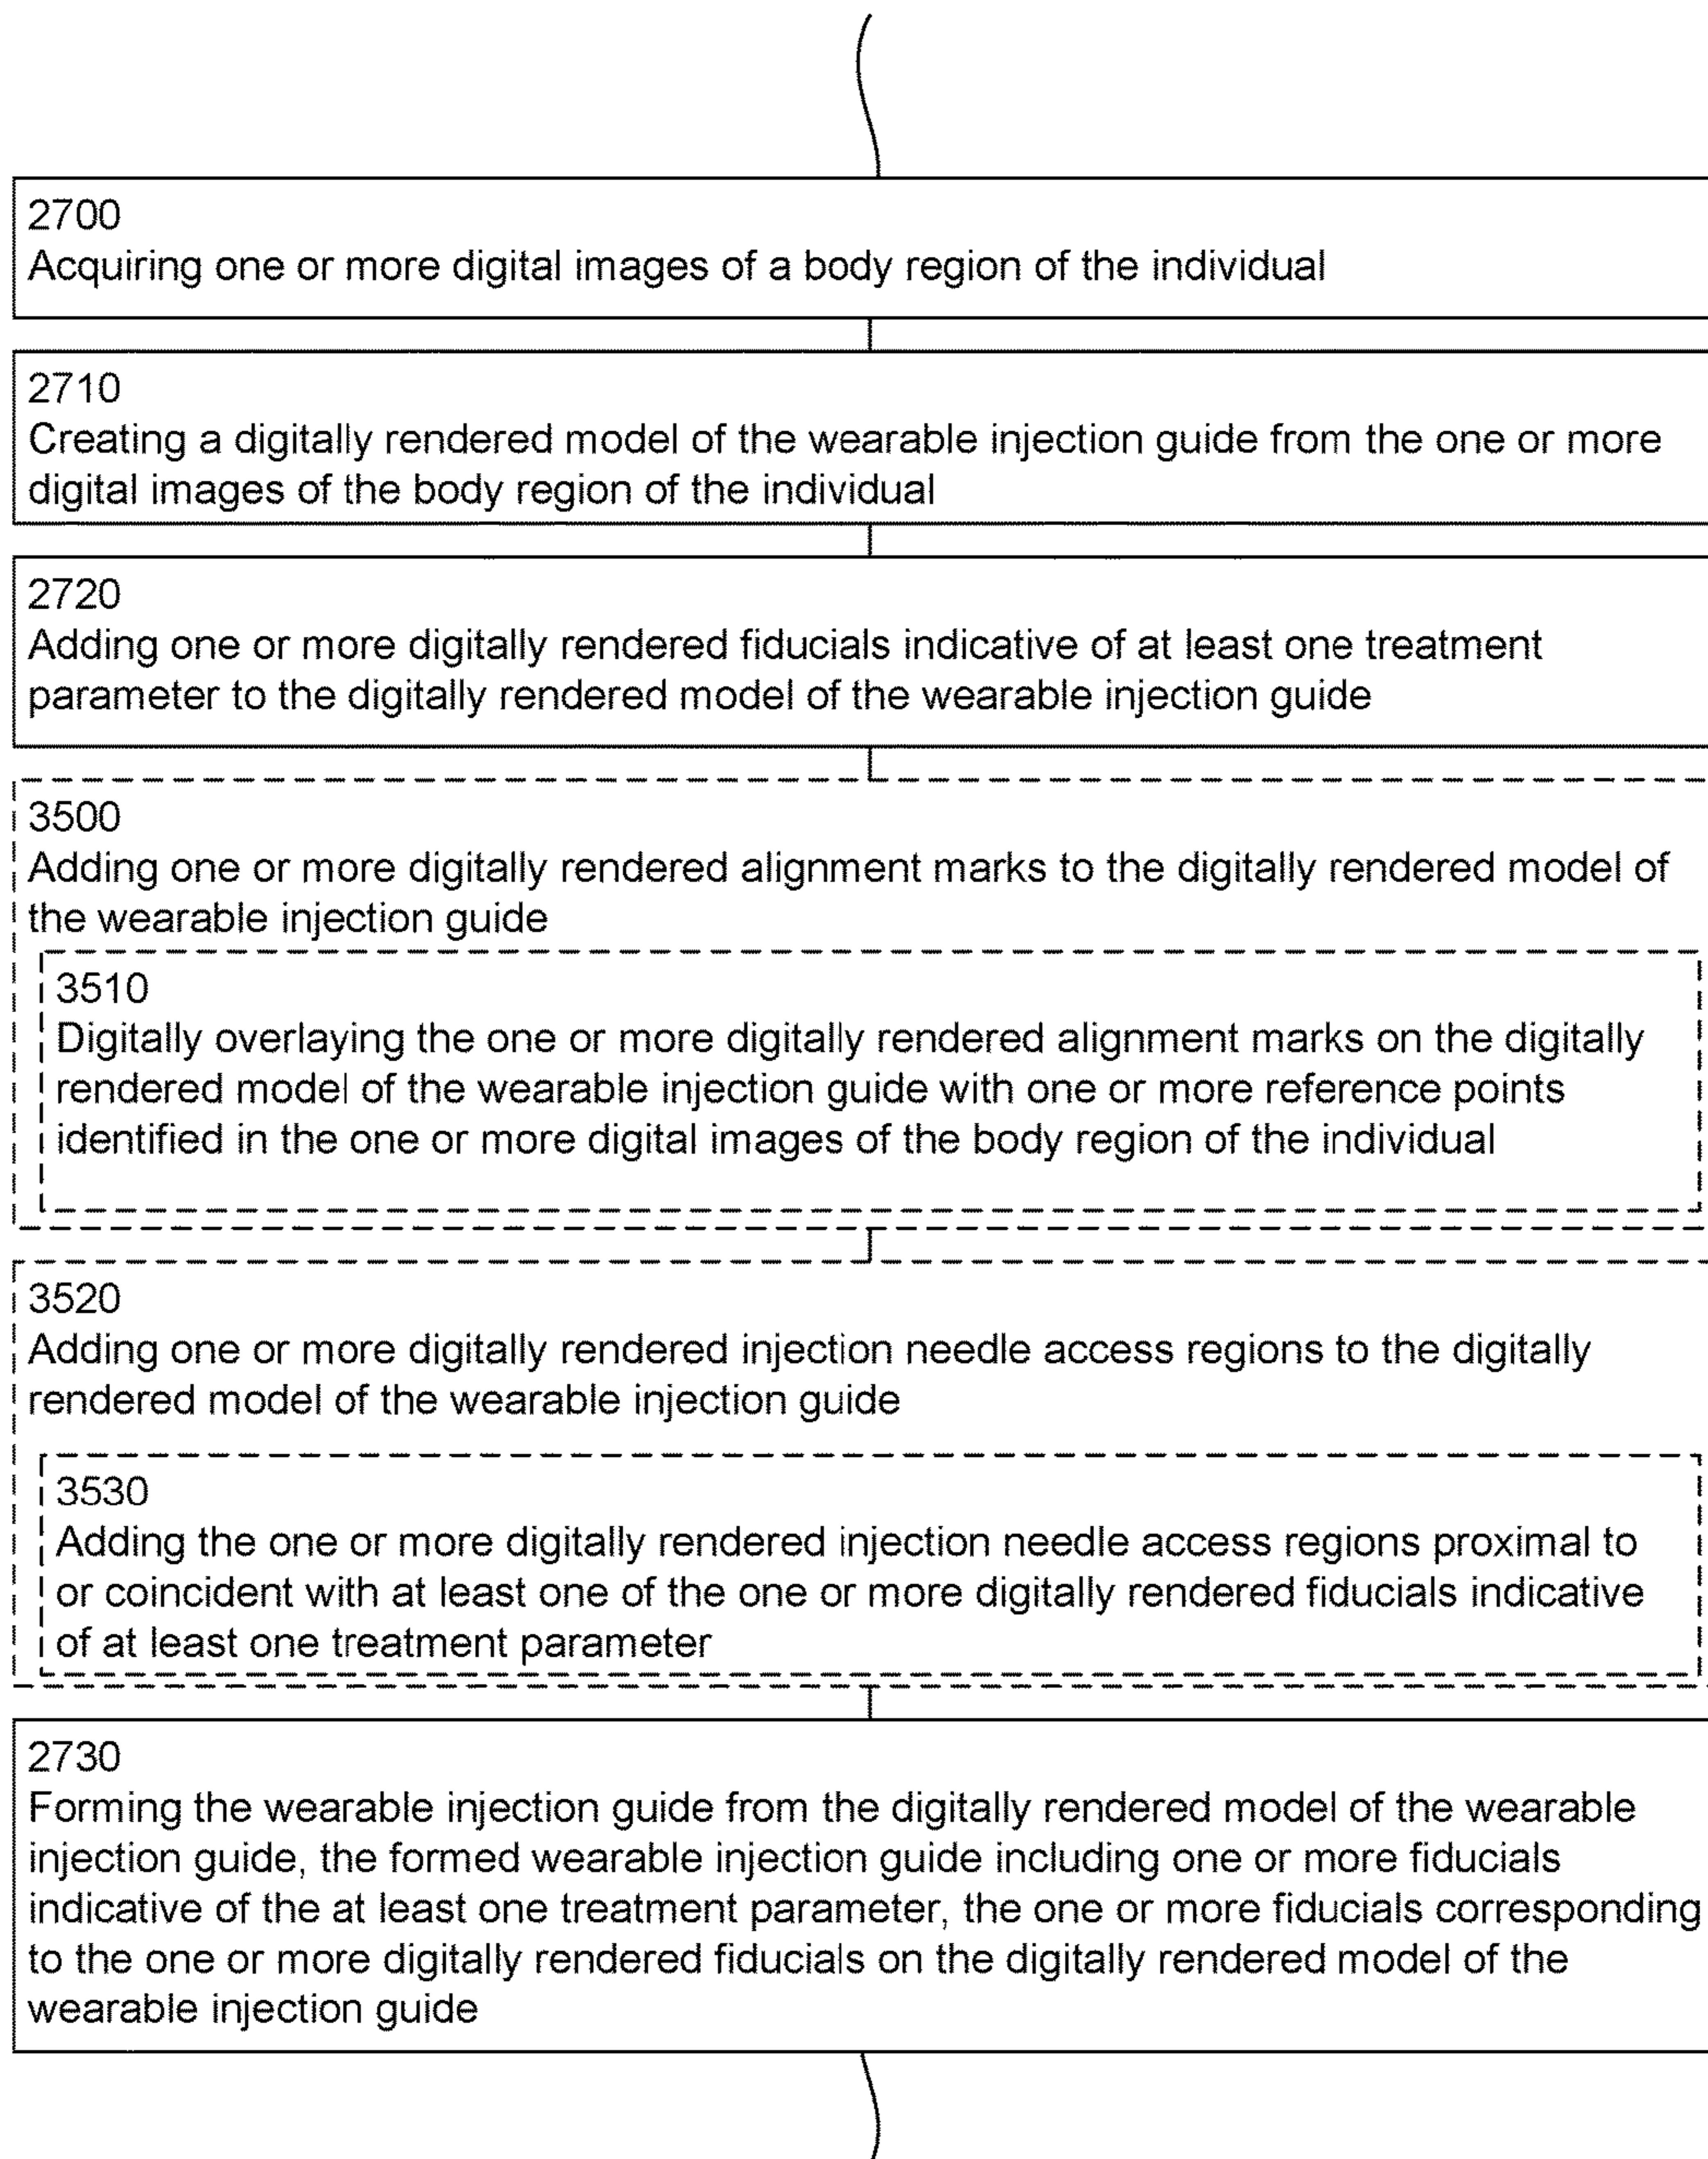 2700
Acquiring one or more digital images of a body region of the individual
2710
Creating a digitally rendered model of the wearable injection guide from the one or more
digital images of the body region of the individual
2720
Adding one or more digitally rendered fiducials indicative of at least one treatment
parameter to the digitally rendered model of the wearable injection guide
3500
Adding one or more digitally rendered alignment marks to the digitally rendered model of
the wearable injection guide
3510
Digitally overlaying the one or more digitally rendered alignment marks on the digitally
rendered model of the wearable injection guide with one or more reference points
identified in the one or more digital images of the body region of the individual
3520
Adding one or more digitally rendered injection needle access regions to the digitally
rendered model of the wearable injection guide
3530
Adding the one or more digitally rendered injection needle access regions proximal to
or coincident with at least one of the one or more digitally rendered fiducials indicative
of at least one treatment parameter
2730
Forming the wearable injection guide from the digitally rendered model of the wearable
injection guide, the formed wearable injection guide including one or more fiducials
indicative of the at least one treatment parameter, the one or more fiducials corresponding
to the one or more digitally rendered fiducials on the digitally rendered model of the
wearable injection guide